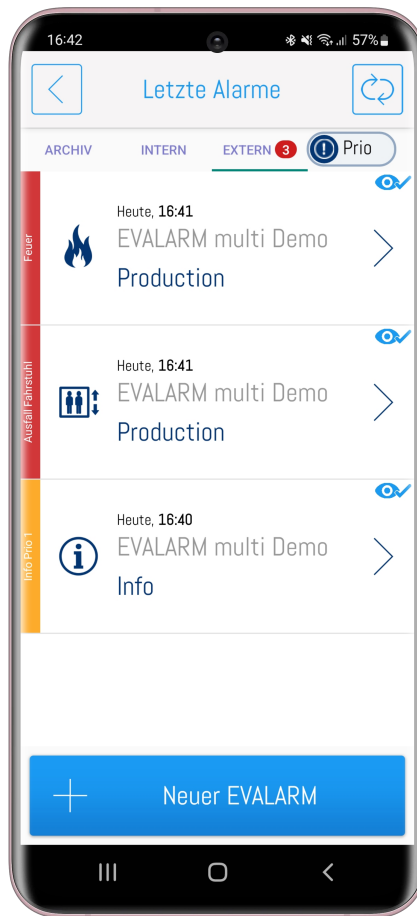 16:42
57%
Letzte Alarme
ARCHIV
INTERN
EXTERN 3
Prio
Feuer
Heute, 16:41
EVALARM multi Demo
Production
Ausfall Fahrstuhl
Heute, 16:41
EVALARM multi Demo
Production
Info Prio 1
Heute, 16:40
EVALARM multi Demo
Info
Neuer EVALARM